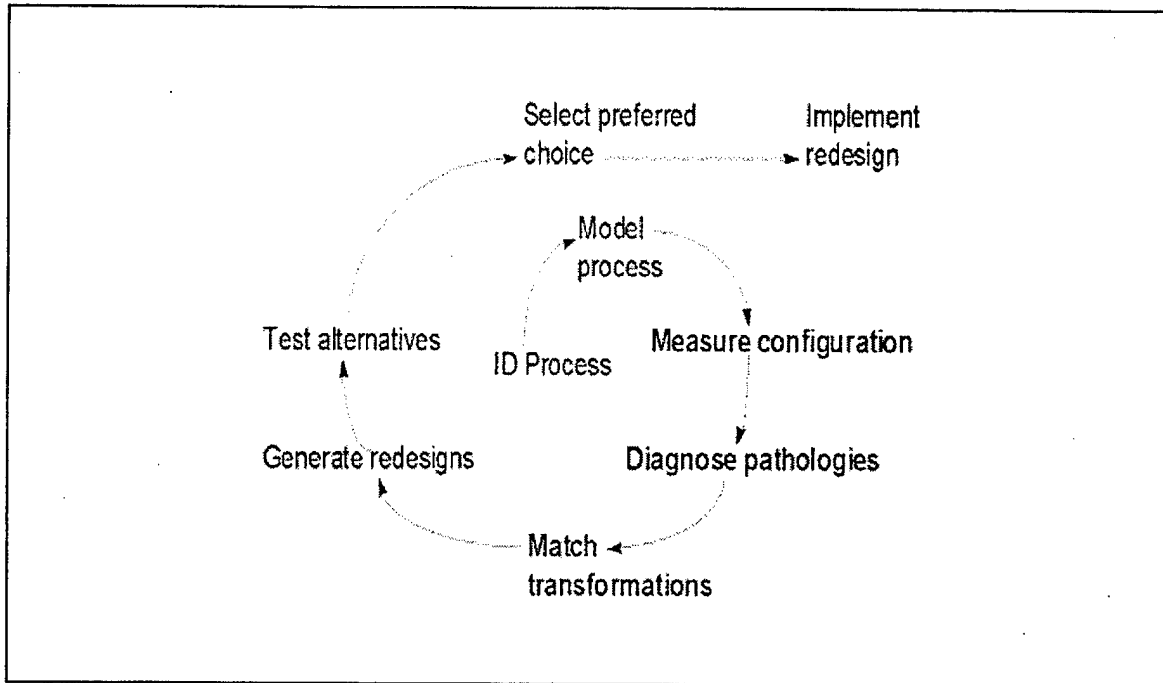 Select preferred
choice
Implement
redesign
Model
process
Test alternatives
ID Process
Measure configuration
Generate redesigns
Diagnose pathologies
Match
transformations